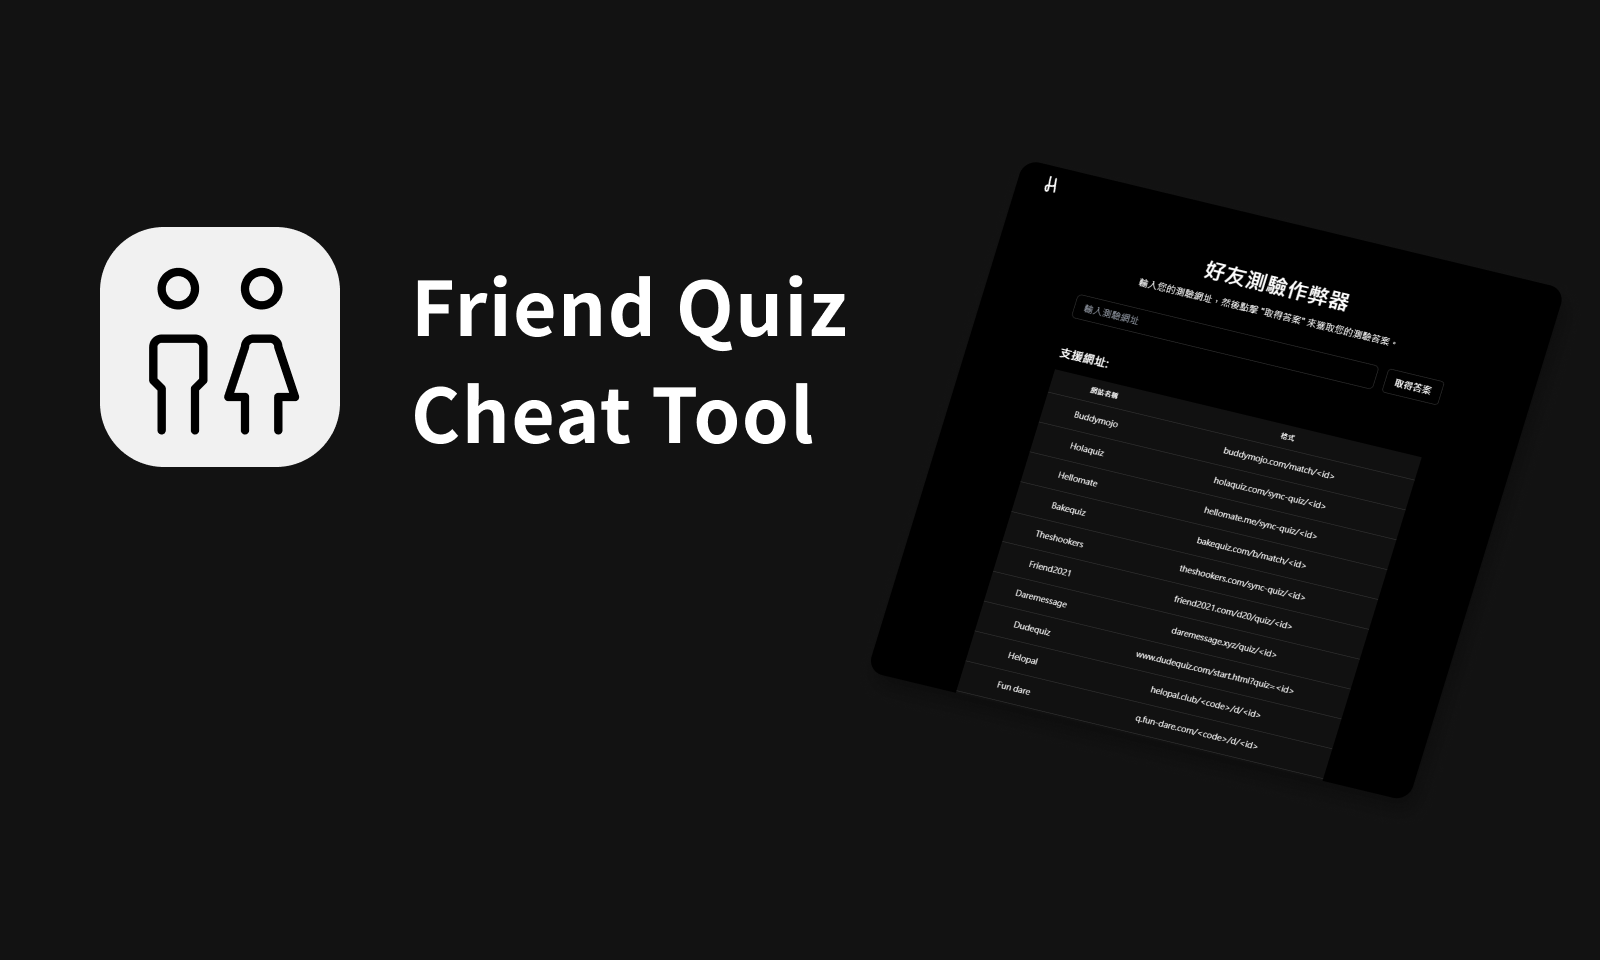 Friend Quiz
Cheat Tool
好友測驗作弊器
輸入您的測驗網址，然後點擊 "取得答案" 來獲取您的測驗答案。
輸入測驗網址
取得答案
支援網址:
網站名稱 格式
Buddymojo buddymojo.com/match/<id>
Holaquiz holaquiz.com/sync-quiz/<id>
Hellomate hellomate.me/sync-quiz/<id>
Bakequiz bakequiz.com/b/match/<id>
Theshookers theshookers.com/sync-quiz/<id>
Friend2021 friend2021.com/d20/quiz/<id>
Daremessage daremessage.xyz/quiz/<id>
Dudequiz www.dudequiz.com/start.html?quiz=<id>
Helopal helopal.club/<code>/d/<id>
Fun dare q.fun-dare.com/<code>/d/<id>